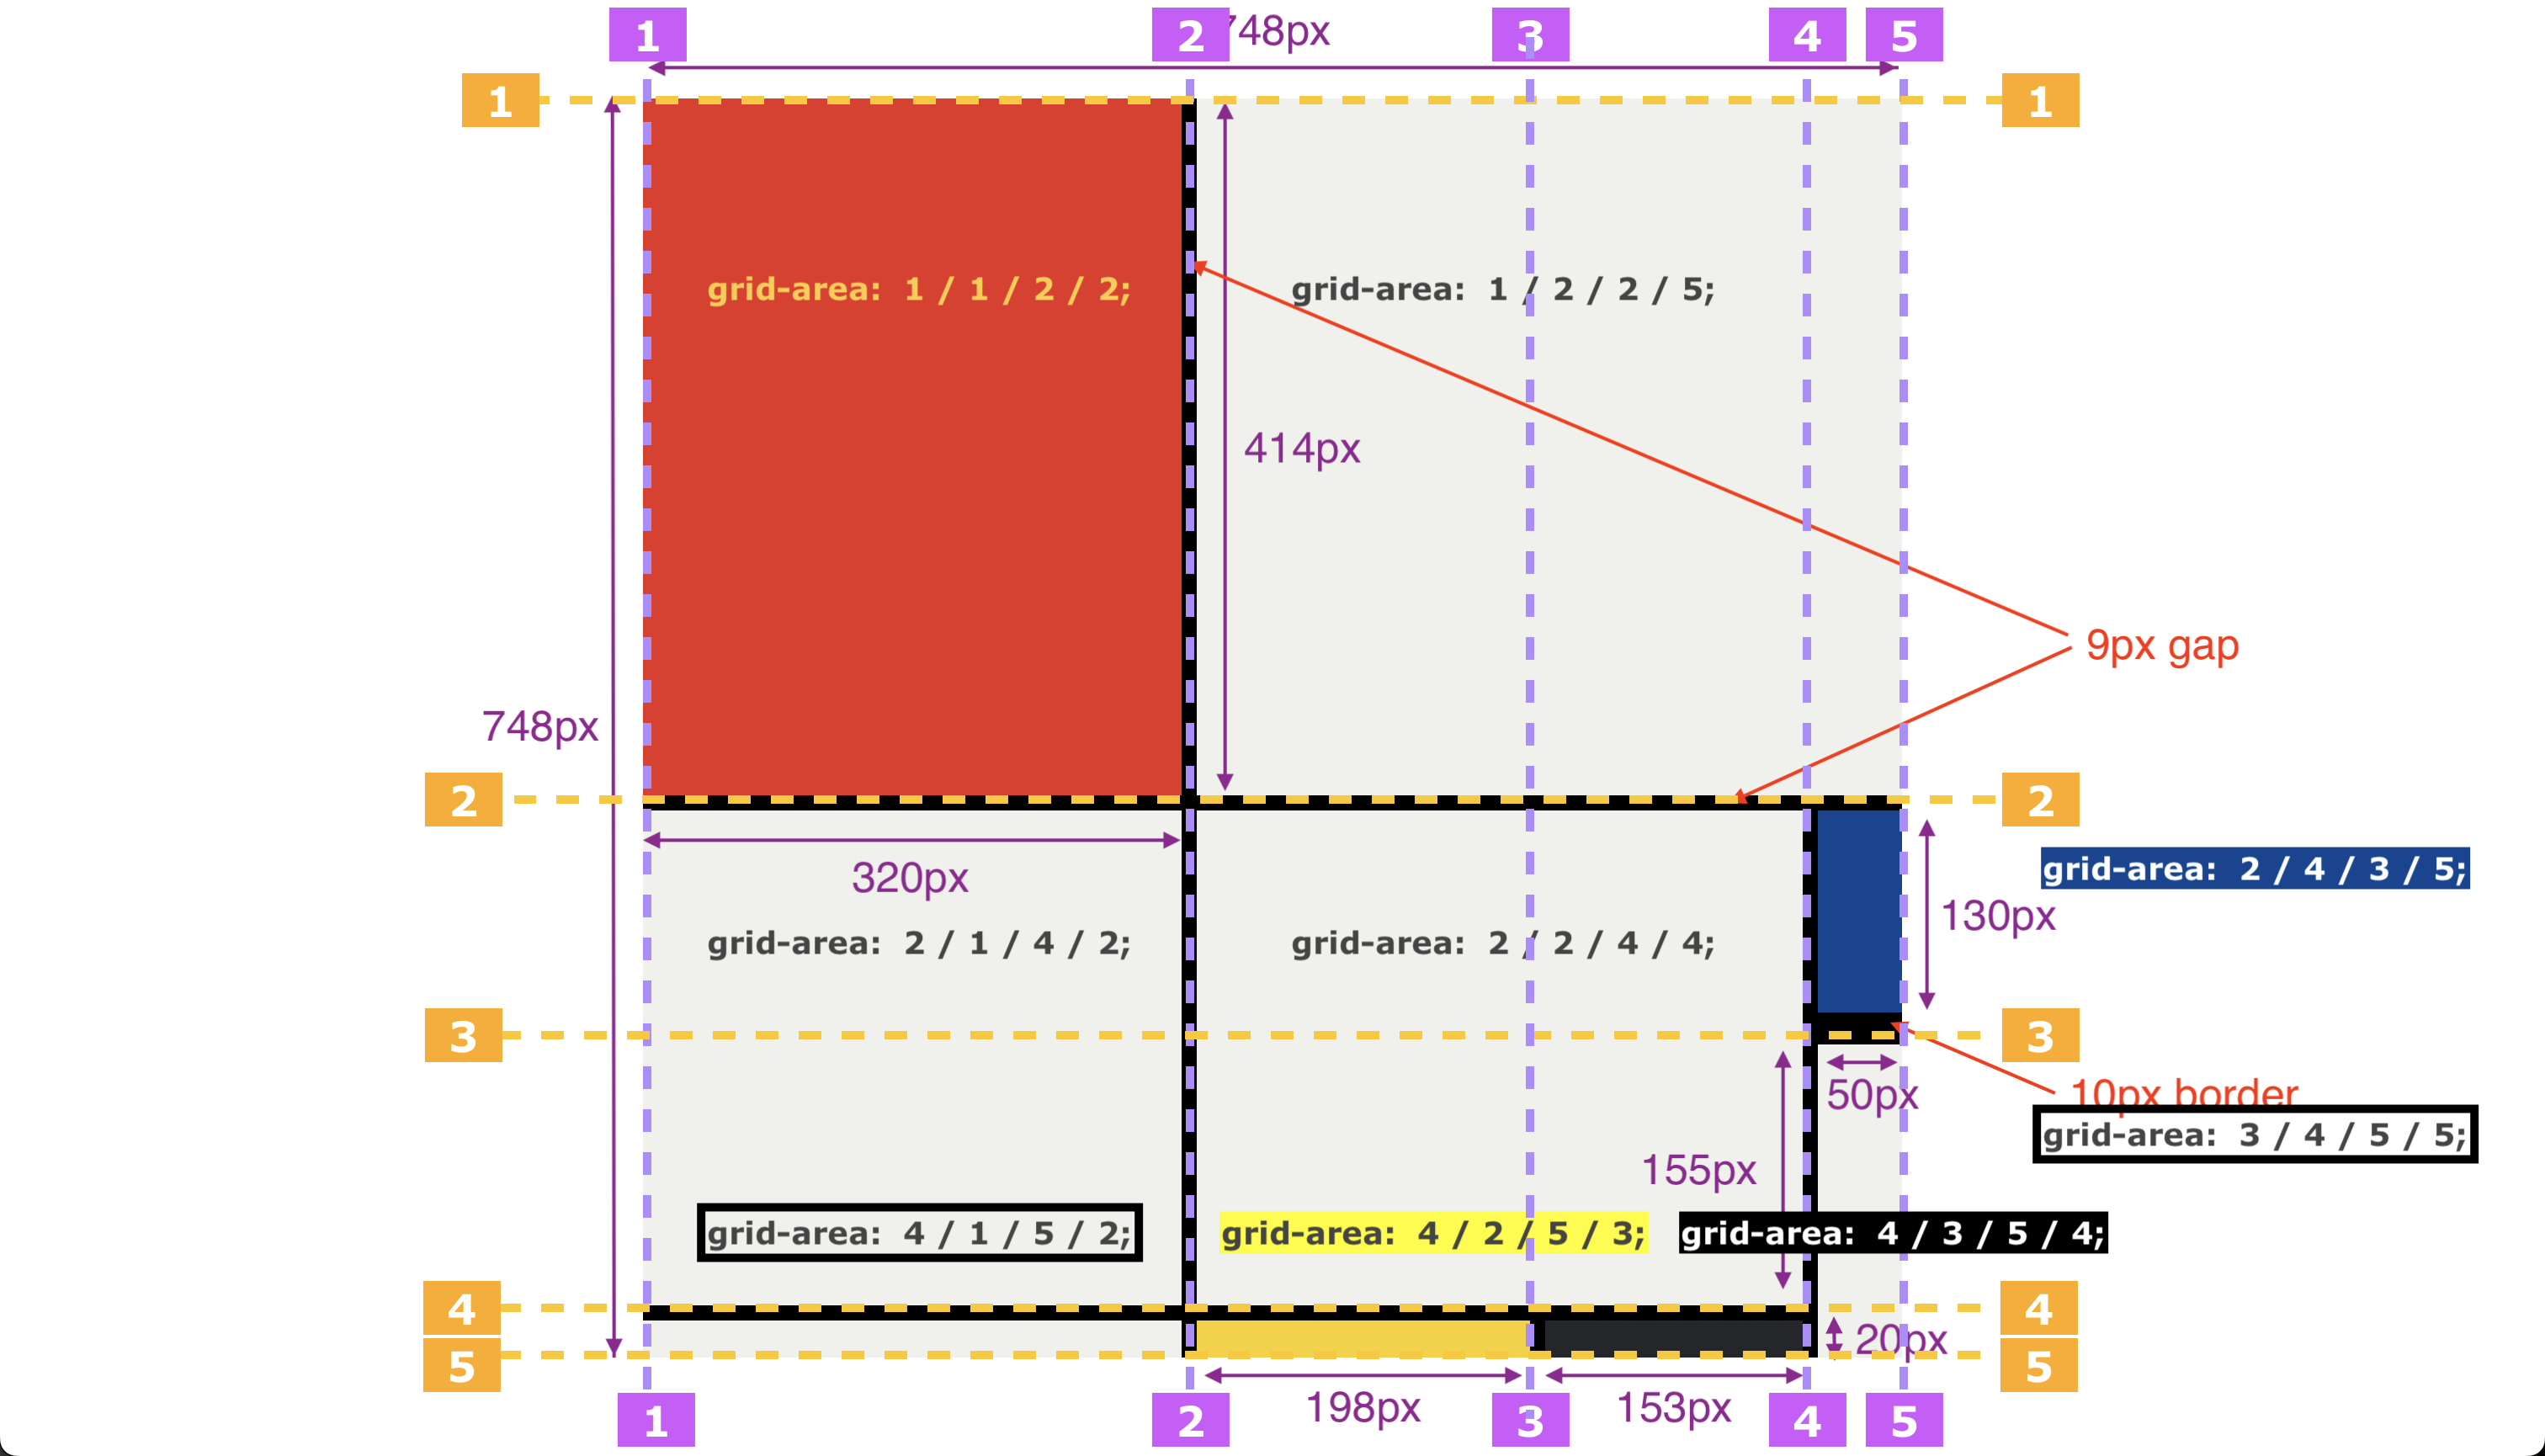 1
2
748px
3
4
5
1
1
grid-area: 1 / 1 / 2 / 2;
grid-area: 1 / 2 / 2 / 5;
414px
9px gap
748px
2
2
320px
grid-area: 2 / 4 / 3 / 5;
130px
grid-area: 2 / 1 / 4 / 2;
grid-area: 2 / 2 / 4 / 4;
3
3
50px
10px border
grid-area: 3 / 4 / 5 / 5;
155px
grid-area: 4 / 1 / 5 / 2;
grid-area: 4 / 2 / 5 / 3;
grid-area: 4 / 3 / 5 / 4;
4
4
20px
5
5
198px
153px
1
2
3
4
5